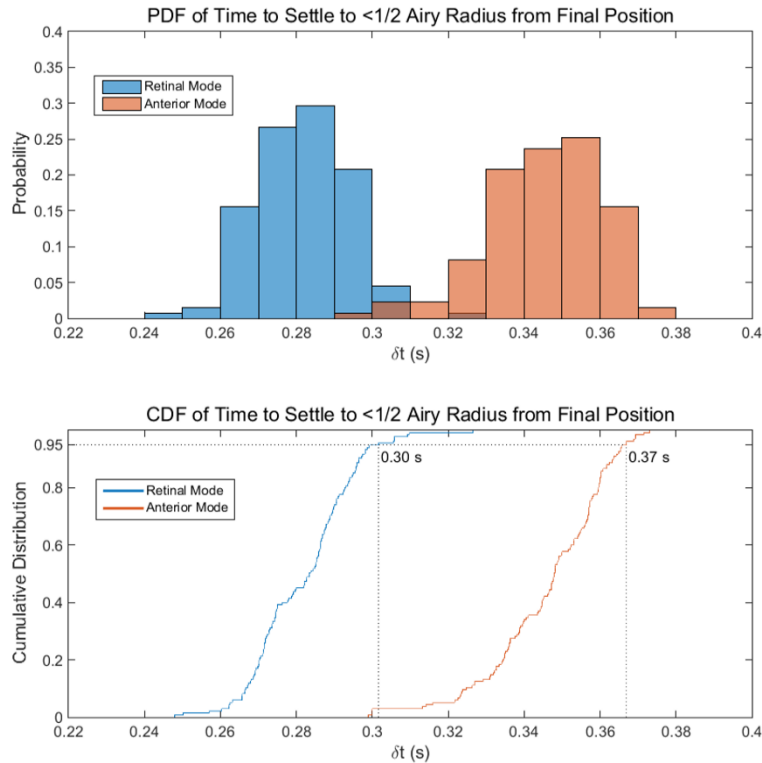 PDF of Time to Settle to <1/2 Airy Radius from Final Position
0.4
0.35
0.3
0.25
0.2
0.15
0.1
0.05
0
Probability
Retinal Mode
Anterior Mode
0.22 0.24 0.26 0.28 0.3 0.32 0.34 0.36 0.38 0.4
δt (s)
CDF of Time to Settle to <1/2 Airy Radius from Final Position
0.95
0.8
0.6
0.4
0.2
0
Cumulative Distribution
0.30 s
0.37 s
Retinal Mode
Anterior Mode
0.22 0.24 0.26 0.28 0.3 0.32 0.34 0.36 0.38 0.4
δt (s)